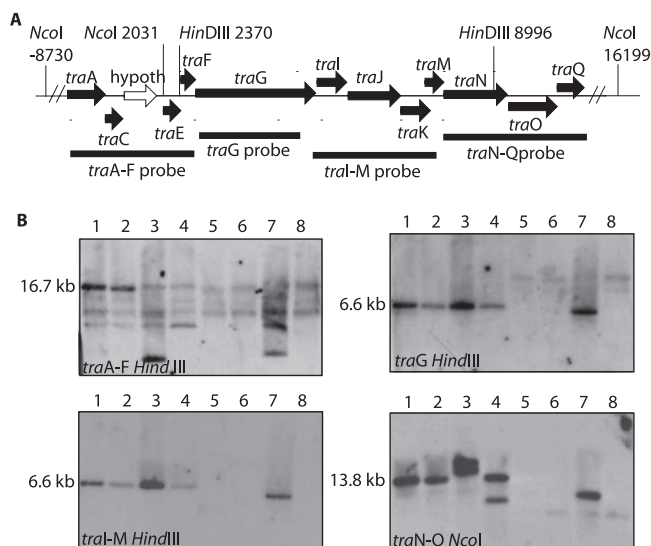 A
NcoI -8730
NcoI 2031
HinDIII 2370
HinDIII 8996
NcoI 16199
traA
hypoth
traF
traG
traI
traJ
traM
traN
traQ
traC
traE
traK
traO
traA-F probe
traG probe
traI-M probe
traN-Qprobe
B
1 2 3 4 5 6 7 8
16.7 kb
traA-F HindIII
1 2 3 4 5 6 7 8
6.6 kb
traG HindIII
1 2 3 4 5 6 7 8
6.6 kb
traI-M HindIII
1 2 3 4 5 6 7 8
13.8 kb
traN-Q NcoI